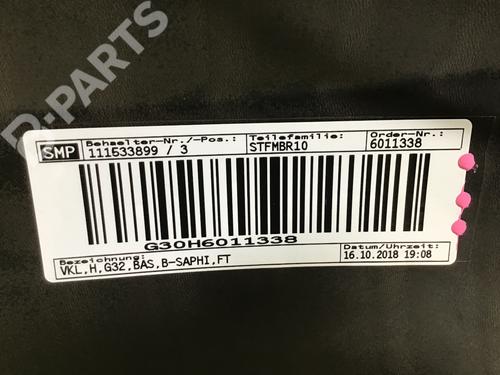 D-PARTS
SMP
Behaelter-Nr./-Pos.:
111533899 / 3
Teilefamilie:
STFMBR10
Order-Nr.:
6011338
G30H6011338
Bezeichnung:
VKL,H,G32,BAS,B-SAPHI,FT
Datum/Uhrzeit:
16.10.2018 19:08